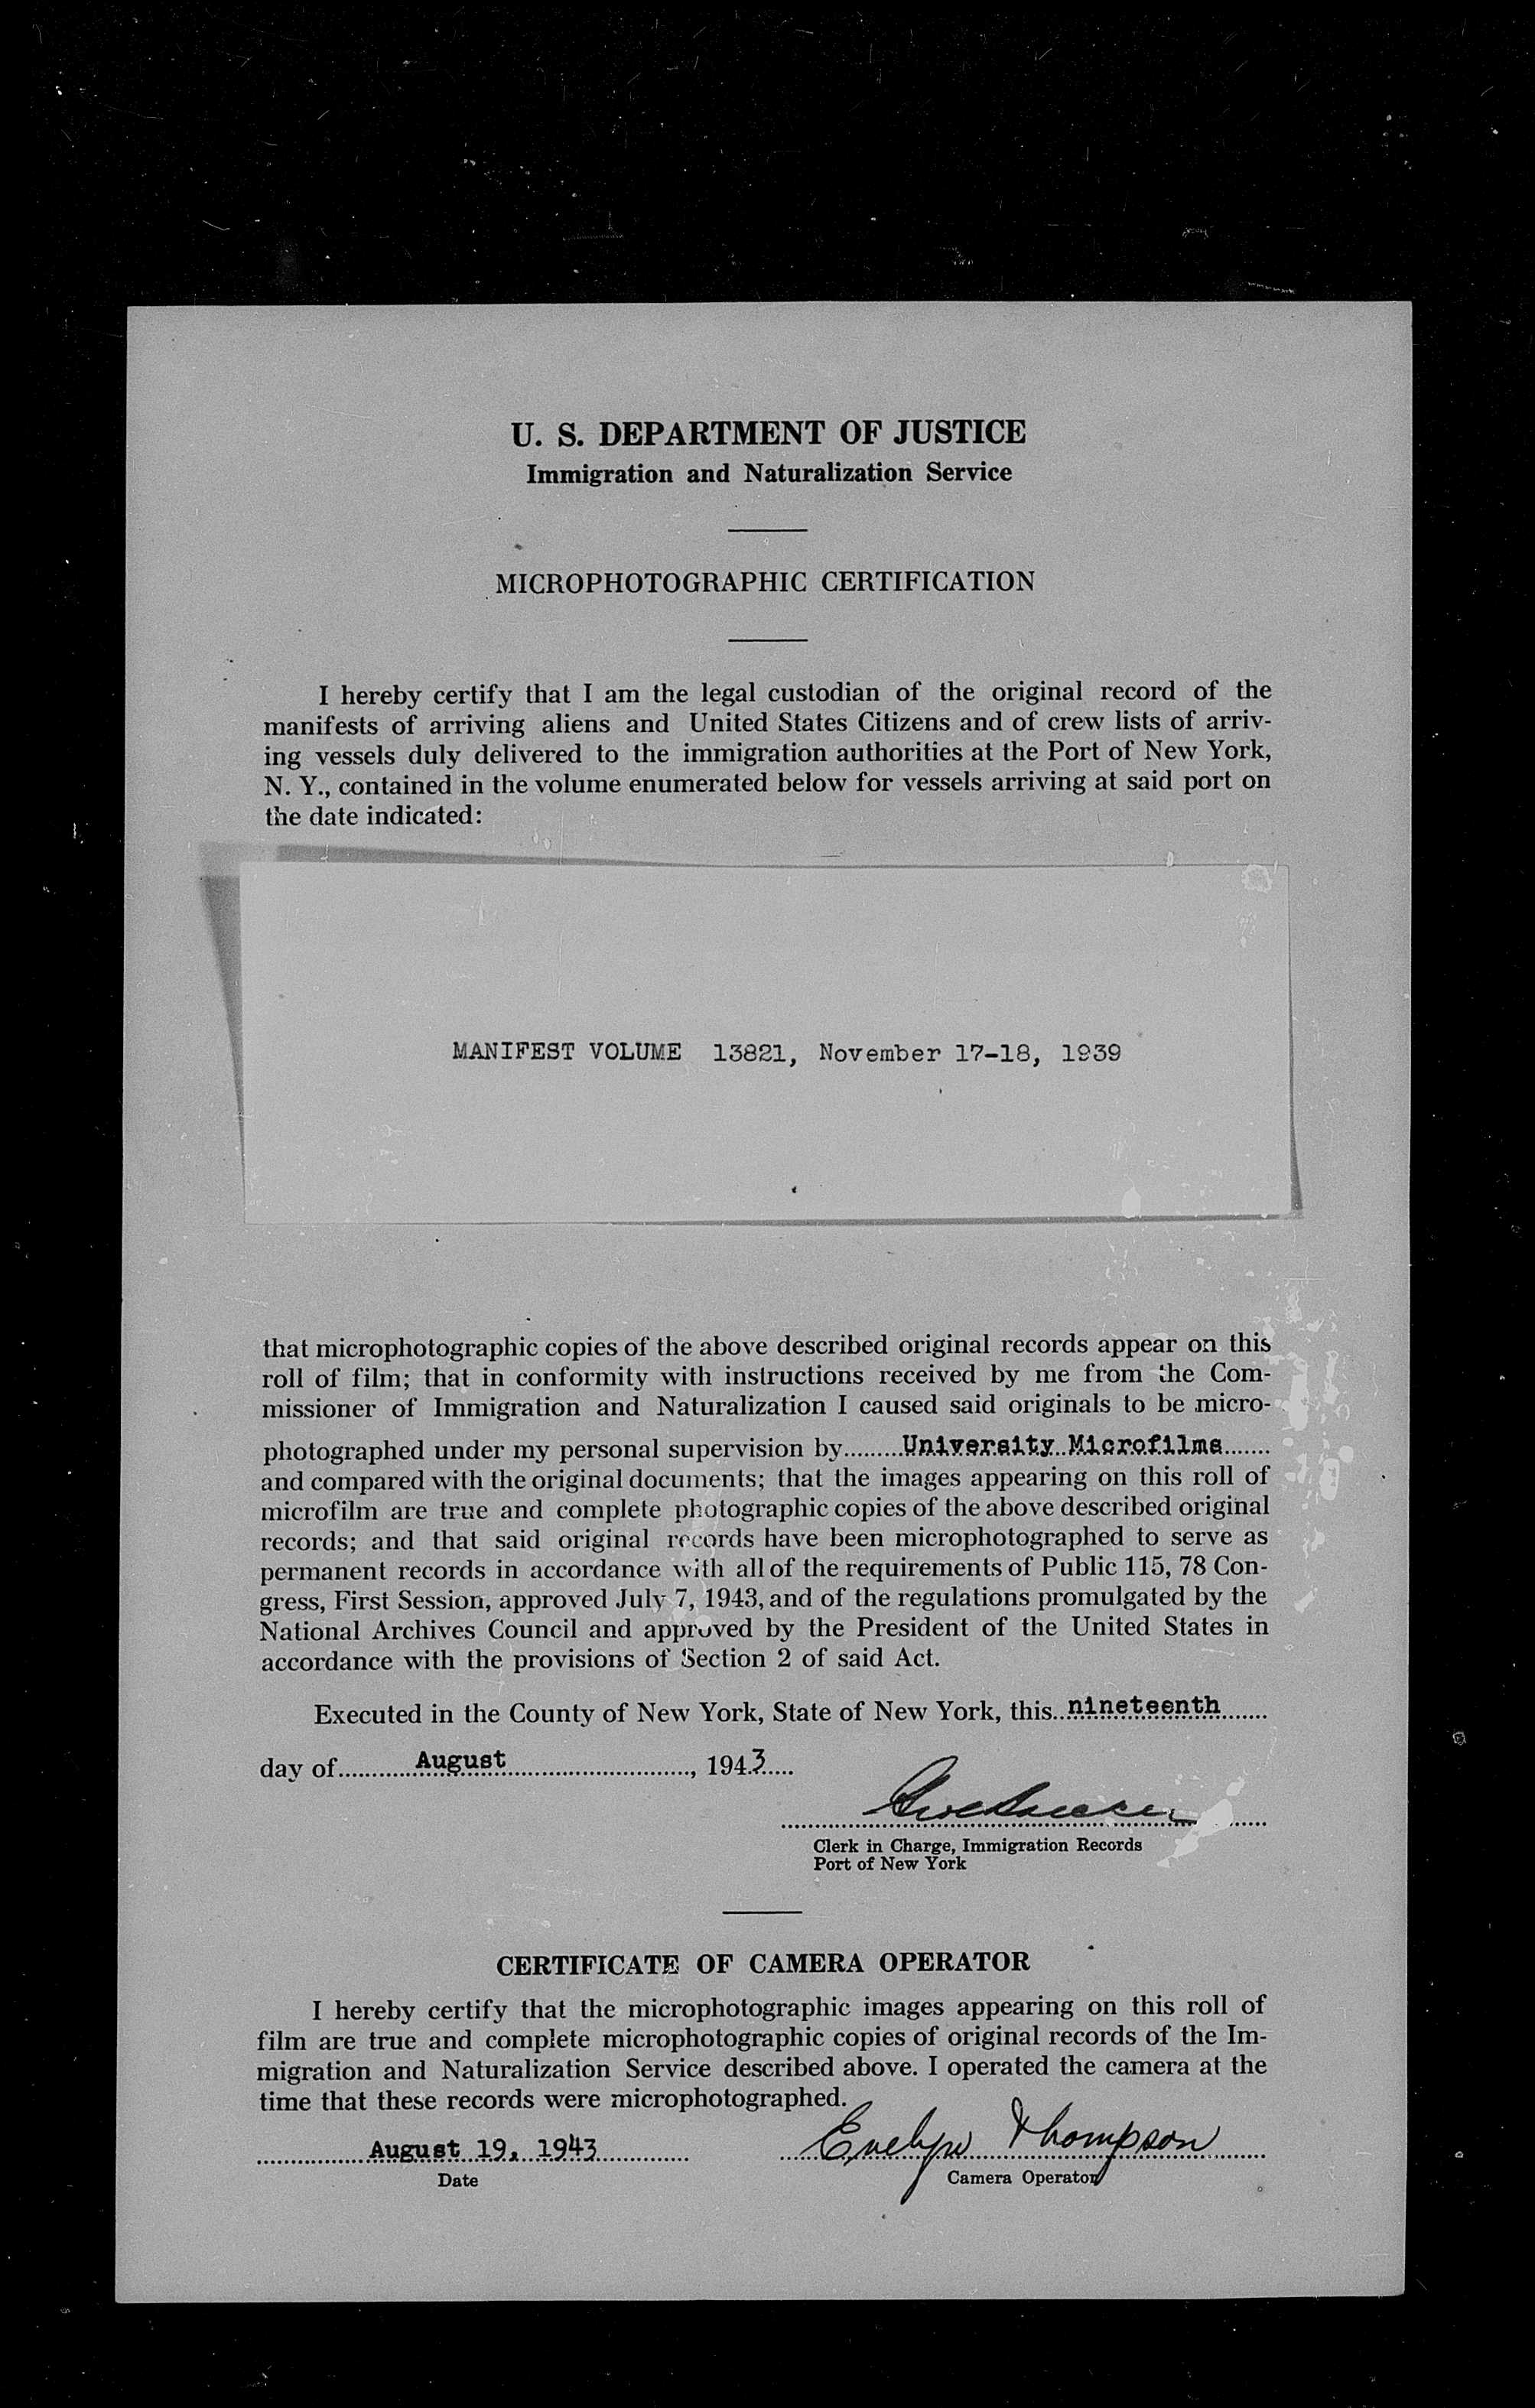 U. S. DEPARTMENT OF JUSTICE
Immigration and Naturalization Service
MICROPHOTOGRAPHIC CERTIFICATION
I hereby certify that I am the legal custodian of the original record of the
manifests of arriving aliens and United States Citizens and of crew lists of arriv-
ing vessels duly delivered to the immigration authorities at the Port of New York,
N. Y., contained in the volume enumerated below for vessels arriving at said port on
the date indicated:
MANIFEST VOLUME 13821, November 17-18, 1939
that microphotographic copies of the above described original records appear on this
roll of film; that in conformity with instructions received by me from the Com-
missioner of Immigration and Naturalization I caused said originals to be micro-
photographed under my personal supervision by........University Microfilms.......
and compared with the original documents; that the images appearing on this roll of
microfilm are true and complete photographic copies of the above described original
records; and that said original records have been microphotographed to serve as
permanent records in accordance with all of the requirements of Public 115, 78 Con-
gress, First Session, approved July 7, 1943, and of the regulations promulgated by the
National Archives Council and approved by the President of the United States in
accordance with the provisions of Section 2 of said Act.
Executed in the County of New York, State of New York, this..nineteenth.......
day of............August............................, 1943.....
Clerk in Charge, Immigration Records
Port of New York
CERTIFICATE OF CAMERA OPERATOR
I hereby certify that the microphotographic images appearing on this roll of
film are true and complete microphotographic copies of original records of the Im-
migration and Naturalization Service described above. I operated the camera at the
time that these records were microphotographed.
August 19, 1943 Evelyn Thompson
Date Camera Operator